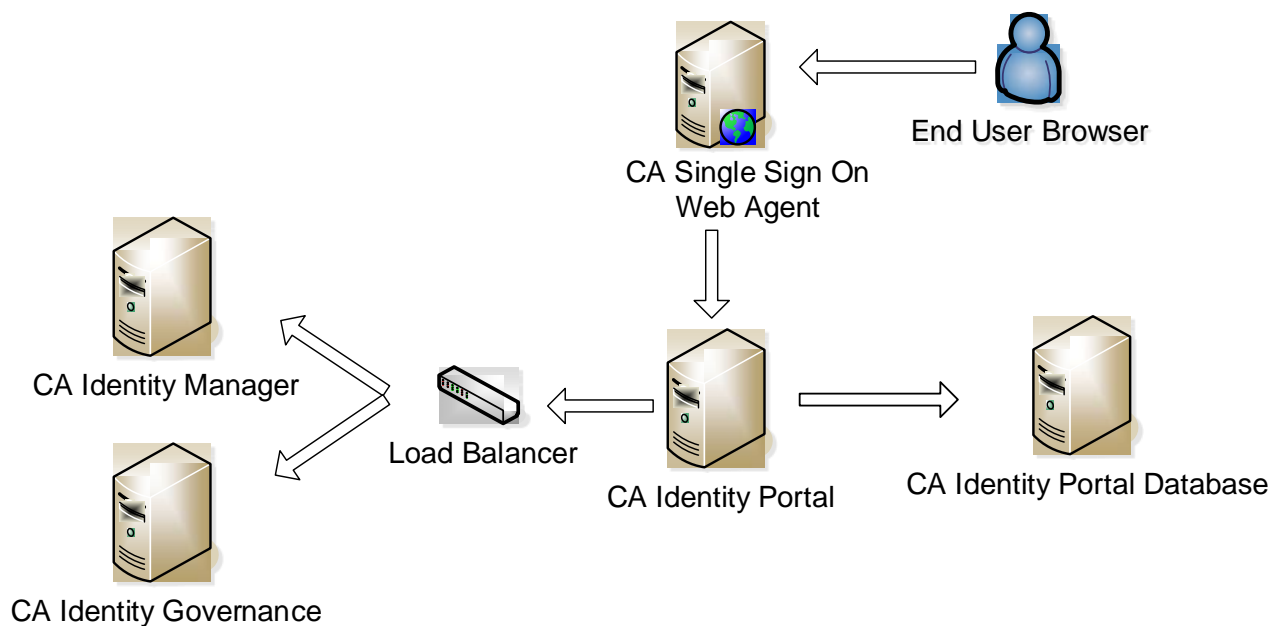 End User Browser
CA Single Sign On
Web Agent
CA Identity Manager
Load Balancer
CA Identity Portal
CA Identity Portal Database
CA Identity Governance